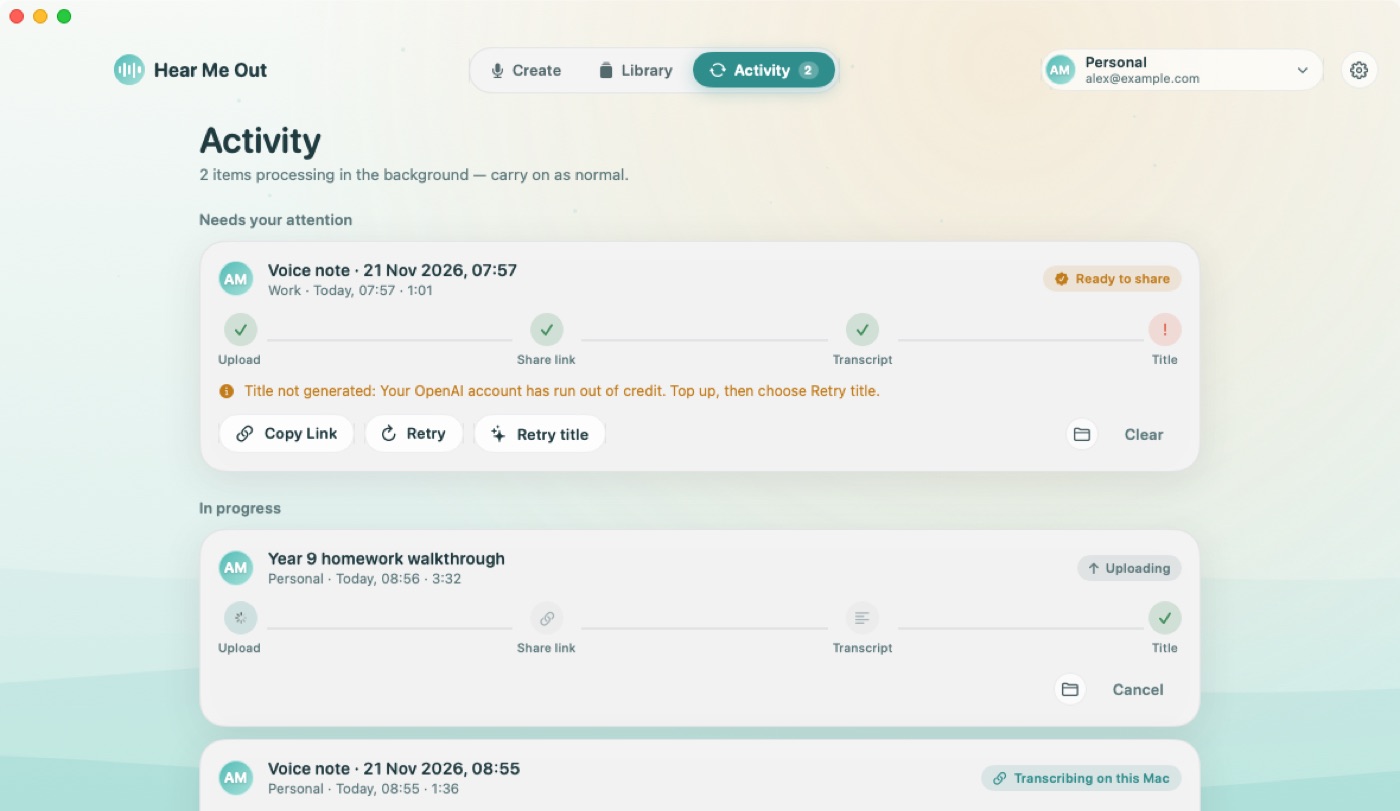 Hear Me Out
Create
Library
Activity 2
AM
Personal
alex@example.com
Activity
2 items processing in the background — carry on as normal.
Needs your attention
AM
Voice note · 21 Nov 2026, 07:57
Work · Today, 07:57 · 1:01
Ready to share
Upload
Share link
Transcript
!
Title
Title not generated: Your OpenAI account has run out of credit. Top up, then choose Retry title.
Copy Link
Retry
Retry title
Clear
In progress
AM
Year 9 homework walkthrough
Personal · Today, 08:56 · 3:32
Uploading
Upload
Share link
Transcript
Title
Cancel
AM
Voice note · 21 Nov 2026, 08:55
Personal · Today, 08:55 · 1:36
Transcribing on this Mac